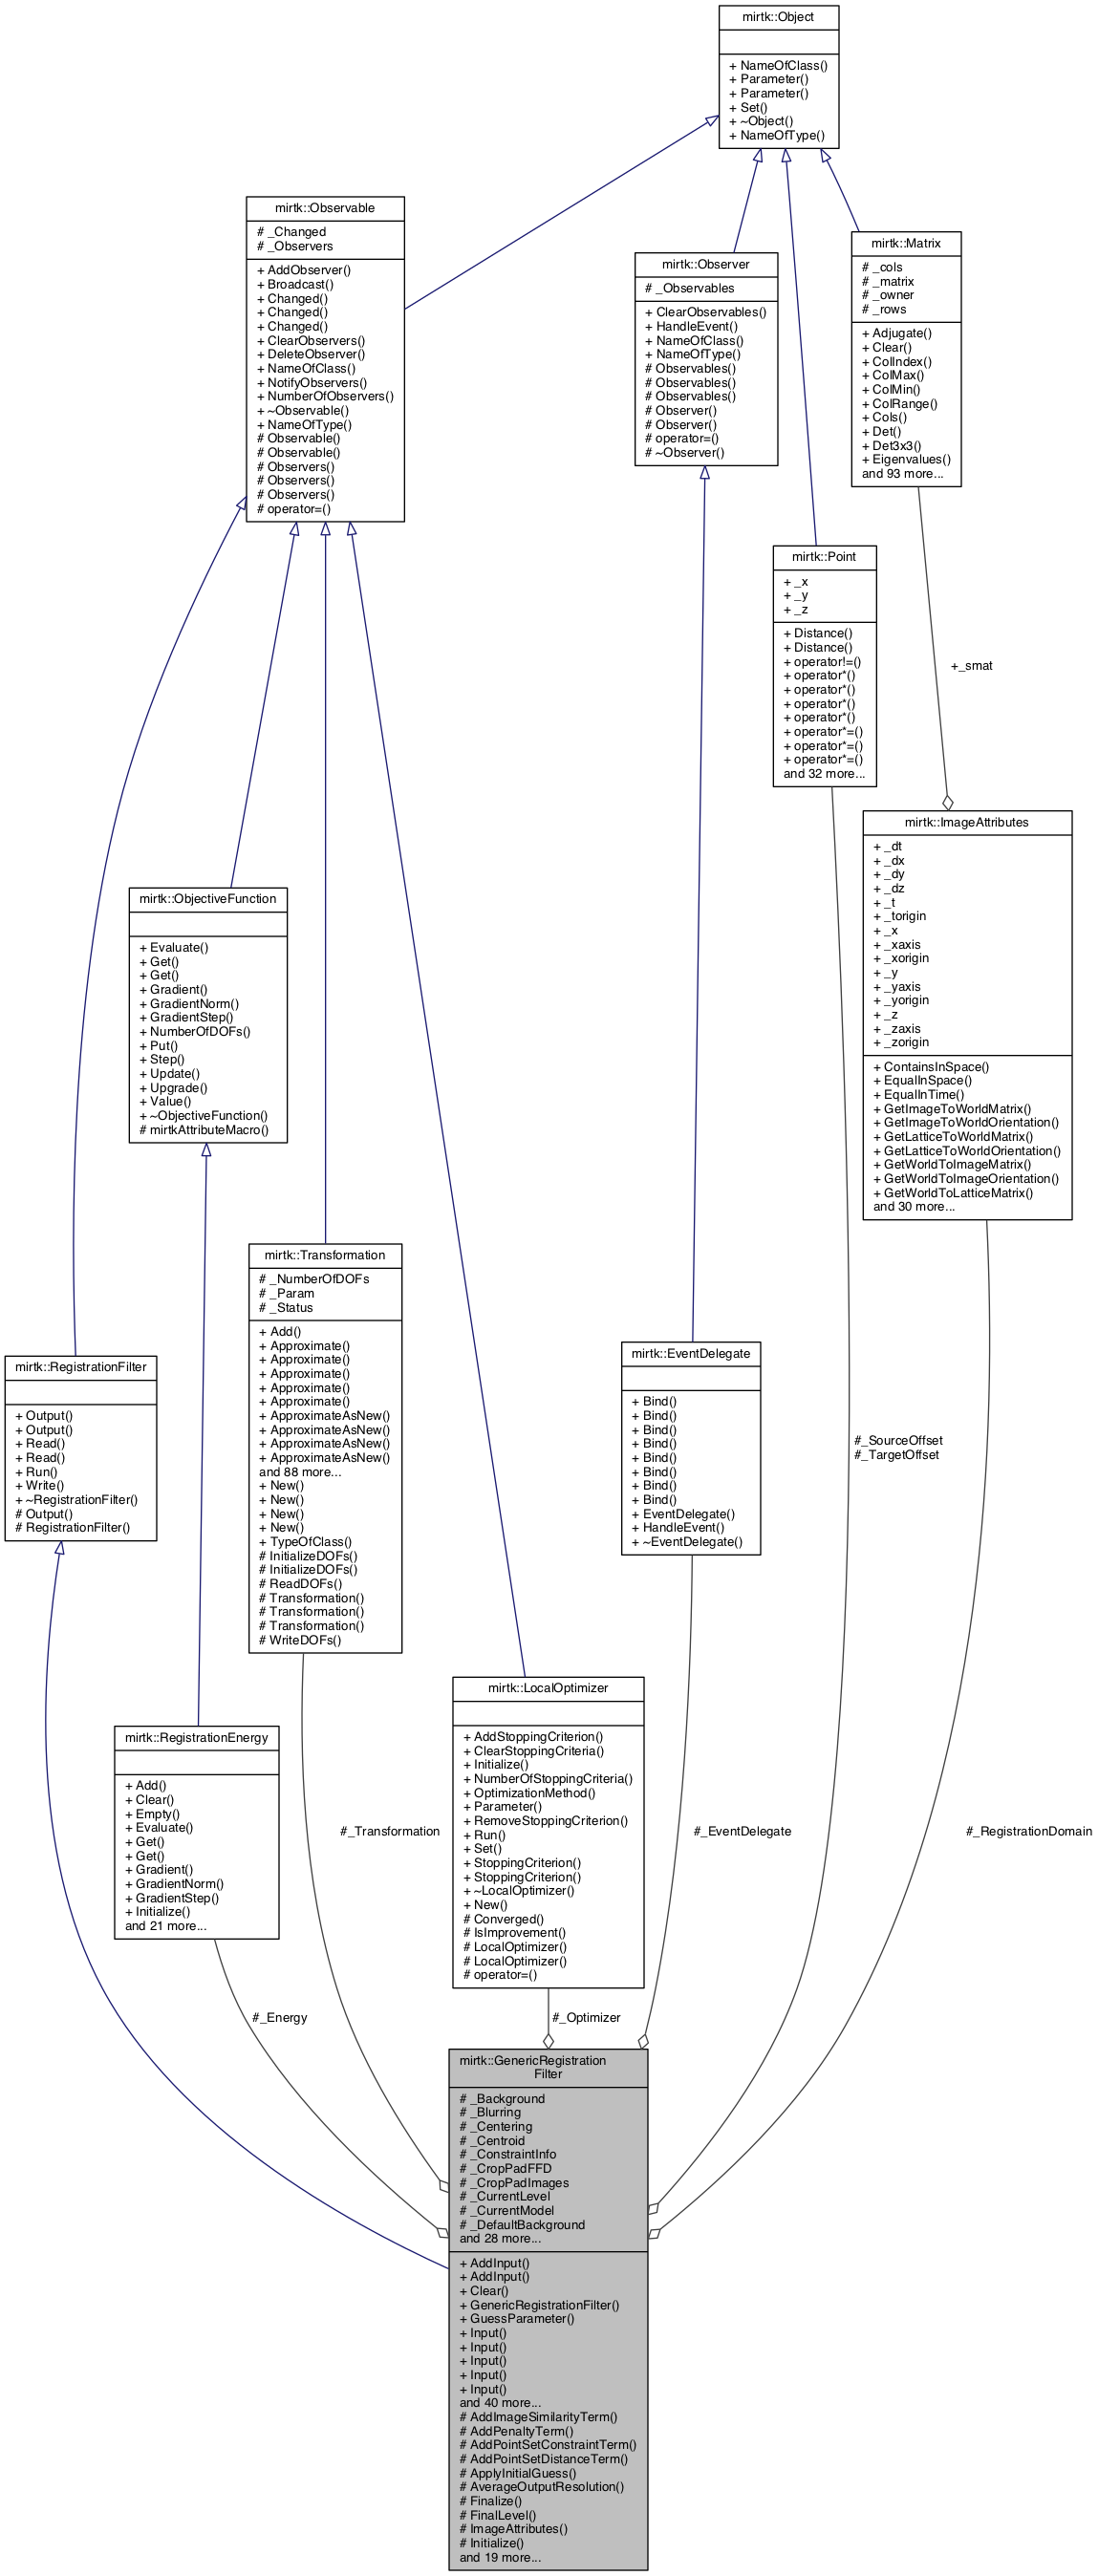 mirtk::Object
+ NameOfClass()
+ Parameter()
+ Parameter()
+ Set()
+ ~Object()
+ NameOfType()
mirtk::Observable
# _Changed
# _Observers
+ AddObserver()
+ Broadcast()
+ Changed()
+ Changed()
+ Changed()
+ ClearObservers()
+ DeleteObserver()
+ NameOfClass()
+ NotifyObservers()
+ NumberOfObservers()
+ ~Observable()
+ NameOfType()
# Observable()
# Observable()
# Observers()
# Observers()
# Observers()
# operator=()
mirtk::Observer
# _Observables
+ ClearObservables()
+ HandleEvent()
+ NameOfClass()
+ NameOfType()
# Observables()
# Observables()
# Observables()
# Observer()
# Observer()
# operator=()
# ~Observer()
mirtk::Matrix
# _cols
# _matrix
# _owner
# _rows
+ Adjugate()
+ Clear()
+ ColIndex()
+ ColMax()
+ ColMin()
+ ColRange()
+ Cols()
+ Det()
+ Det3x3()
+ Eigenvalues()
and 93 more...
mirtk::Point
+ _x
+ _y
+ _z
+ Distance()
+ Distance()
+ operator!=()
+ operator*()
+ operator*()
+ operator*()
+ operator*()
+ operator*=()
+ operator*=()
+ operator*=()
and 32 more...
+_smat
mirtk::ImageAttributes
+ _dt
+ _dx
+ _dy
+ _dz
+ _t
+ _torigin
+ _x
+ _xaxis
+ _xorigin
+ _y
+ _yaxis
+ _yorigin
+ _z
+ _zaxis
+ _zorigin
+ ContainsInSpace()
+ EqualInSpace()
+ EqualInTime()
+ GetImageToWorldMatrix()
+ GetImageToWorldOrientation()
+ GetLatticeToWorldMatrix()
+ GetLatticeToWorldOrientation()
+ GetWorldToImageMatrix()
+ GetWorldToImageOrientation()
+ GetWorldToLatticeMatrix()
and 30 more...
mirtk::ObjectiveFunction
+ Evaluate()
+ Get()
+ Get()
+ Gradient()
+ GradientNorm()
+ GradientStep()
+ NumberOfDOFs()
+ Put()
+ Step()
+ Update()
+ Upgrade()
+ Value()
+ ~ObjectiveFunction()
# mirtkAttributeMacro()
mirtk::Transformation
# _NumberOfDOFs
# _Param
# _Status
+ Add()
+ Approximate()
+ Approximate()
+ Approximate()
+ Approximate()
+ Approximate()
+ ApproximateAsNew()
+ ApproximateAsNew()
+ ApproximateAsNew()
+ ApproximateAsNew()
and 88 more...
+ New()
+ New()
+ New()
+ New()
+ TypeOfClass()
# InitializeDOFs()
# InitializeDOFs()
# ReadDOFs()
# Transformation()
# Transformation()
# Transformation()
# WriteDOFs()
mirtk::RegistrationFilter
+ Output()
+ Output()
+ Read()
+ Read()
+ Run()
+ Write()
+ ~RegistrationFilter()
# Output()
# RegistrationFilter()
mirtk::EventDelegate
+ Bind()
+ Bind()
+ Bind()
+ Bind()
+ Bind()
+ Bind()
+ Bind()
+ Bind()
+ EventDelegate()
+ HandleEvent()
+ ~EventDelegate()
#_SourceOffset
#_TargetOffset
mirtk::LocalOptimizer
+ AddStoppingCriterion()
+ ClearStoppingCriteria()
+ Initialize()
+ NumberOfStoppingCriteria()
+ OptimizationMethod()
+ Parameter()
+ RemoveStoppingCriterion()
+ Run()
+ Set()
+ StoppingCriterion()
+ StoppingCriterion()
+ ~LocalOptimizer()
+ New()
# Converged()
# IsImprovement()
# LocalOptimizer()
# LocalOptimizer()
# operator=()
mirtk::RegistrationEnergy
+ Add()
+ Clear()
+ Empty()
+ Evaluate()
+ Get()
+ Get()
+ Gradient()
+ GradientNorm()
+ GradientStep()
+ Initialize()
and 21 more...
#_Transformation
#_EventDelegate
#_RegistrationDomain
#_Energy
#_Optimizer
mirtk::GenericRegistration
Filter
# _Background
# _Blurring
# _Centering
# _Centroid
# _ConstraintInfo
# _CropPadFFD
# _CropPadImages
# _CurrentLevel
# _CurrentModel
# _DefaultBackground
and 28 more...
+ AddInput()
+ AddInput()
+ Clear()
+ GenericRegistrationFilter()
+ GuessParameter()
+ Input()
+ Input()
+ Input()
+ Input()
+ Input()
and 40 more...
# AddImageSimilarityTerm()
# AddPenaltyTerm()
# AddPointSetConstraintTerm()
# AddPointSetDistanceTerm()
# ApplyInitialGuess()
# AverageOutputResolution()
# Finalize()
# FinalLevel()
# ImageAttributes()
# Initialize()
and 19 more...